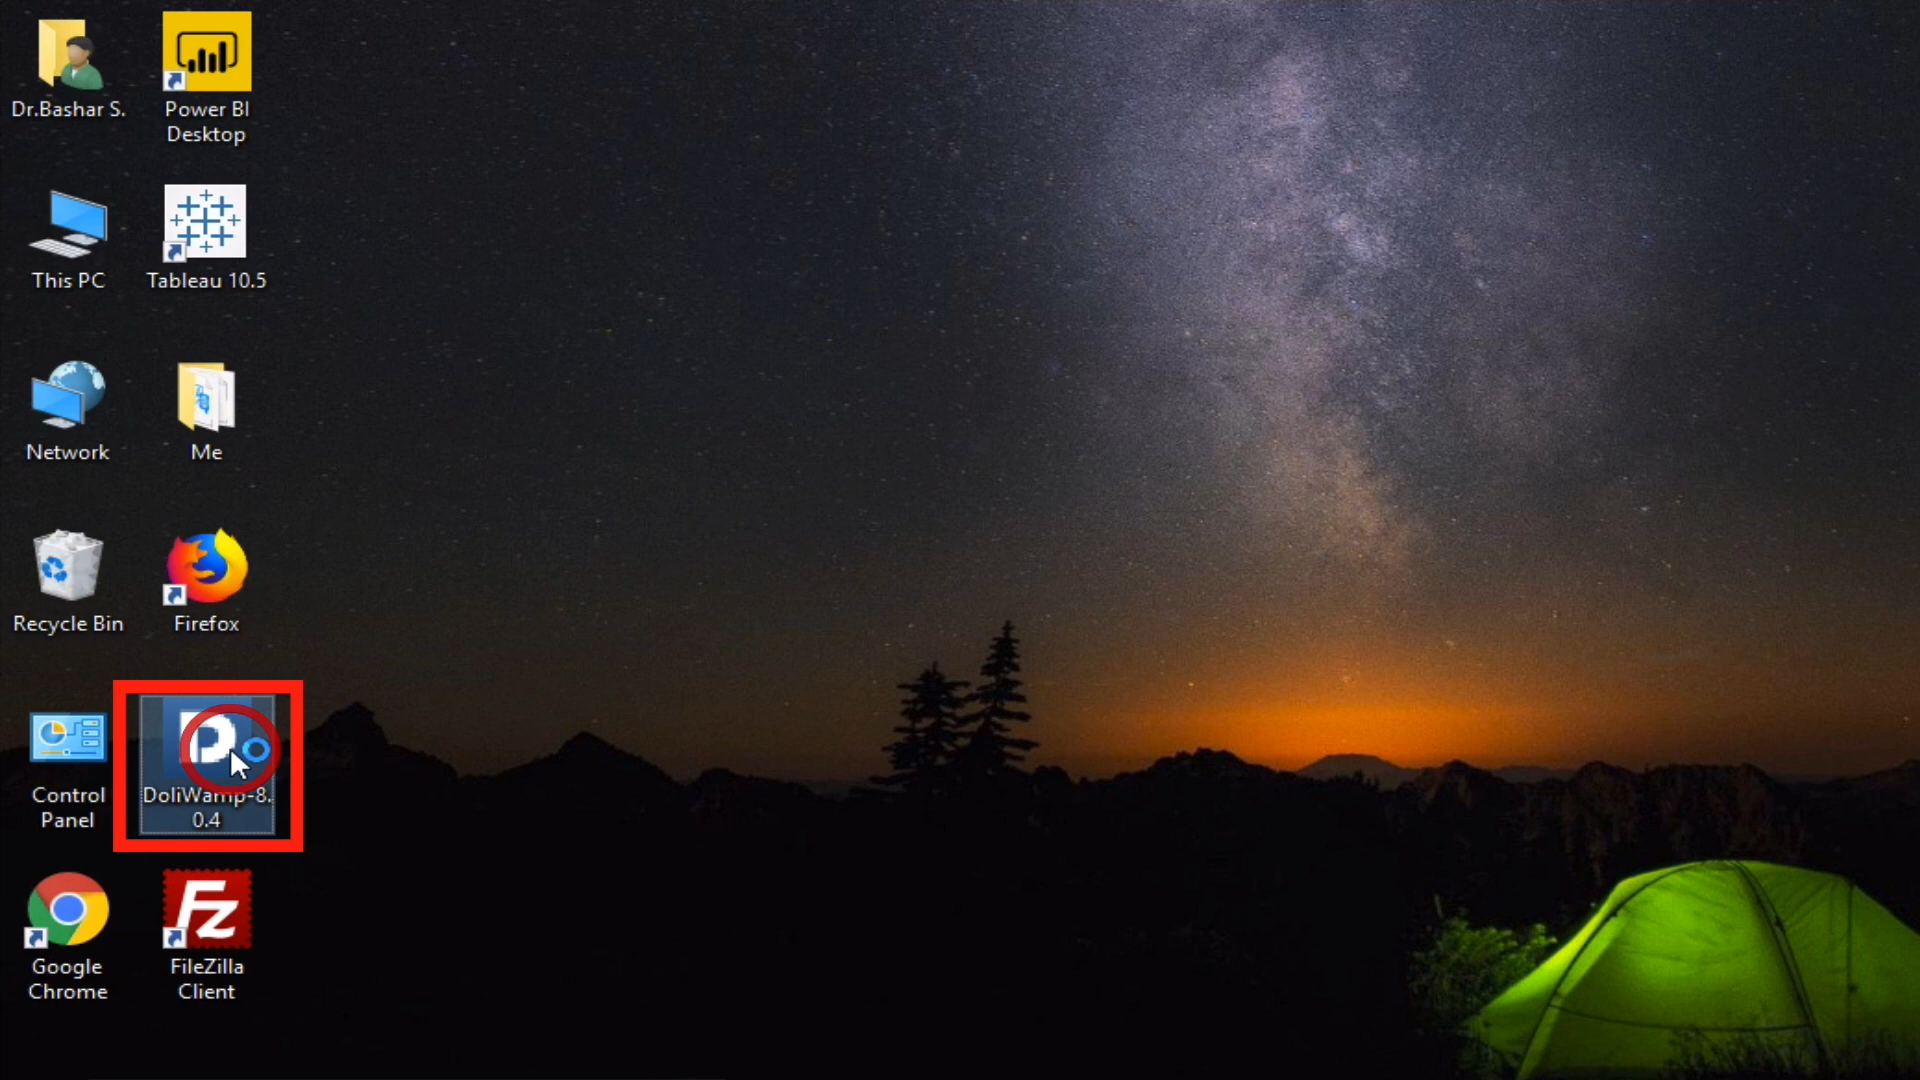 Dr.Bashar S.
Power BI
Desktop
This PC
Tableau 10.5
Network
Me
Recycle Bin
Firefox
Control
Panel
D
DoliWamp-8.
0.4
Google
Chrome
Fz
FileZilla
Client